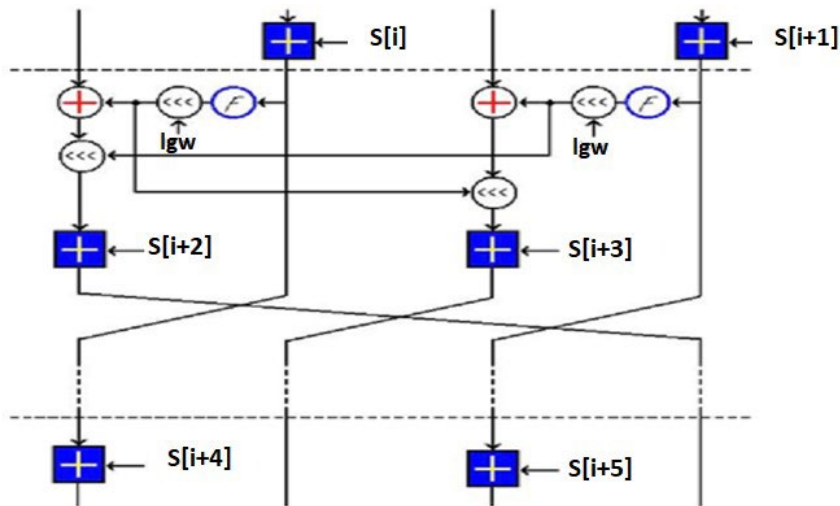 S[i]
S[i+1]
<<<
F
<<<
F
lgw
lgw
<<<
<<<
S[i+2]
S[i+3]
S[i+4]
S[i+5]